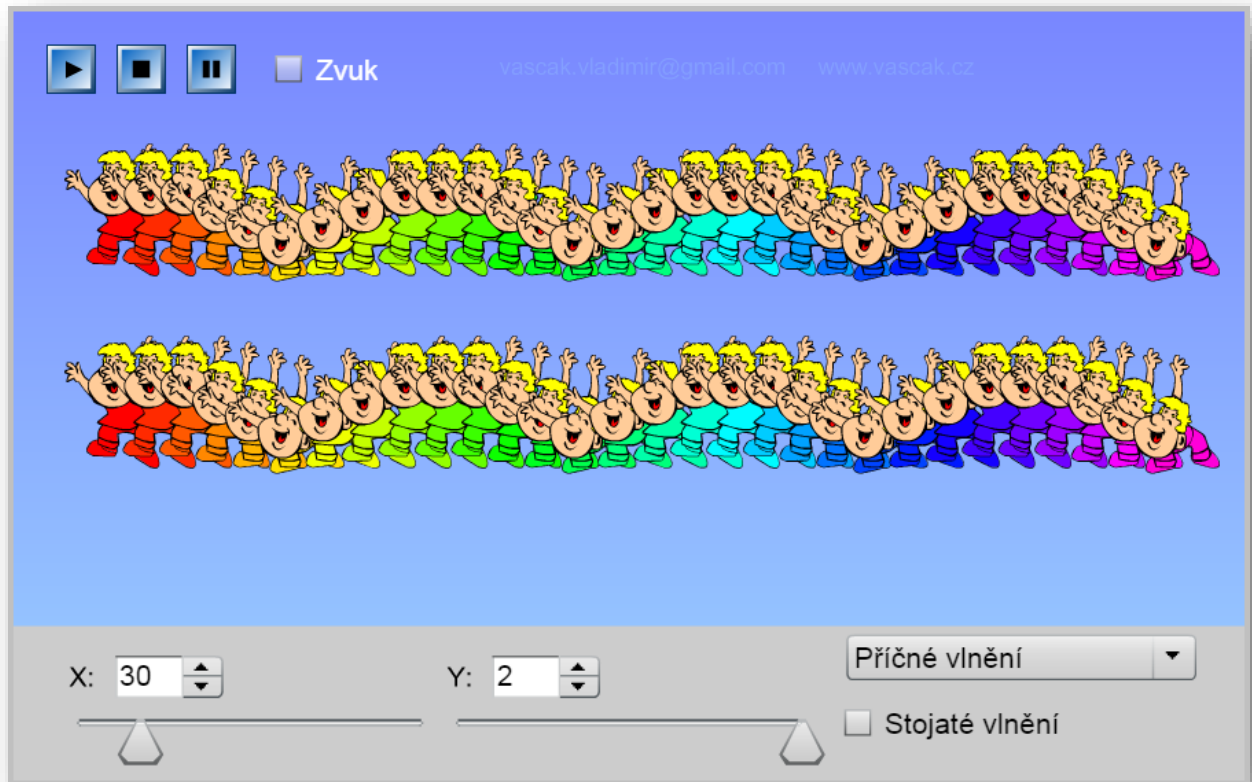 Zvuk vascak.vladimir@gmail.com www.vascak.cz
X: 30 Y: 2 Příčné vlnění
Stojaté vlnění